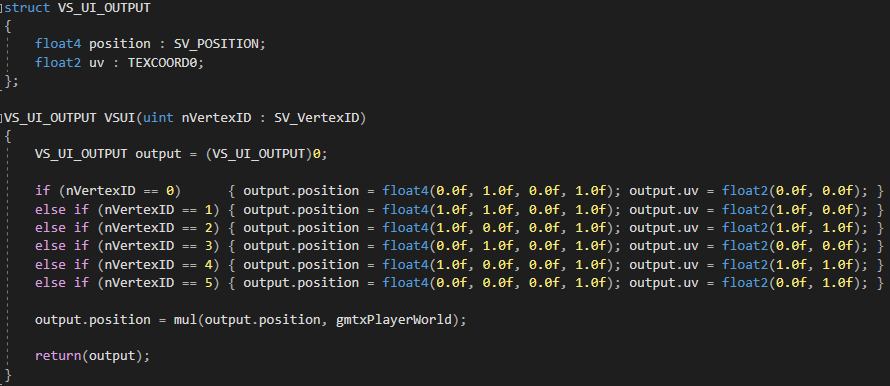 struct VS_UI_OUTPUT
{
    float4 position : SV_POSITION;
    float2 uv : TEXCOORD0;
};
VS_UI_OUTPUT VSUI(uint nVertexID : SV_VertexID)
{
    VS_UI_OUTPUT output = (VS_UI_OUTPUT)0;
    if (nVertexID == 0)      { output.position = float4(0.0f, 1.0f, 0.0f, 1.0f); output.uv = float2(0.0f, 0.0f); }
    else if (nVertexID == 1) { output.position = float4(1.0f, 1.0f, 0.0f, 1.0f); output.uv = float2(1.0f, 0.0f); }
    else if (nVertexID == 2) { output.position = float4(1.0f, 0.0f, 0.0f, 1.0f); output.uv = float2(1.0f, 1.0f); }
    else if (nVertexID == 3) { output.position = float4(0.0f, 1.0f, 0.0f, 1.0f); output.uv = float2(0.0f, 0.0f); }
    else if (nVertexID == 4) { output.position = float4(1.0f, 0.0f, 0.0f, 1.0f); output.uv = float2(1.0f, 1.0f); }
    else if (nVertexID == 5) { output.position = float4(0.0f, 0.0f, 0.0f, 1.0f); output.uv = float2(0.0f, 1.0f); }
    output.position = mul(output.position, gmtxPlayerWorld);
    return(output);
}